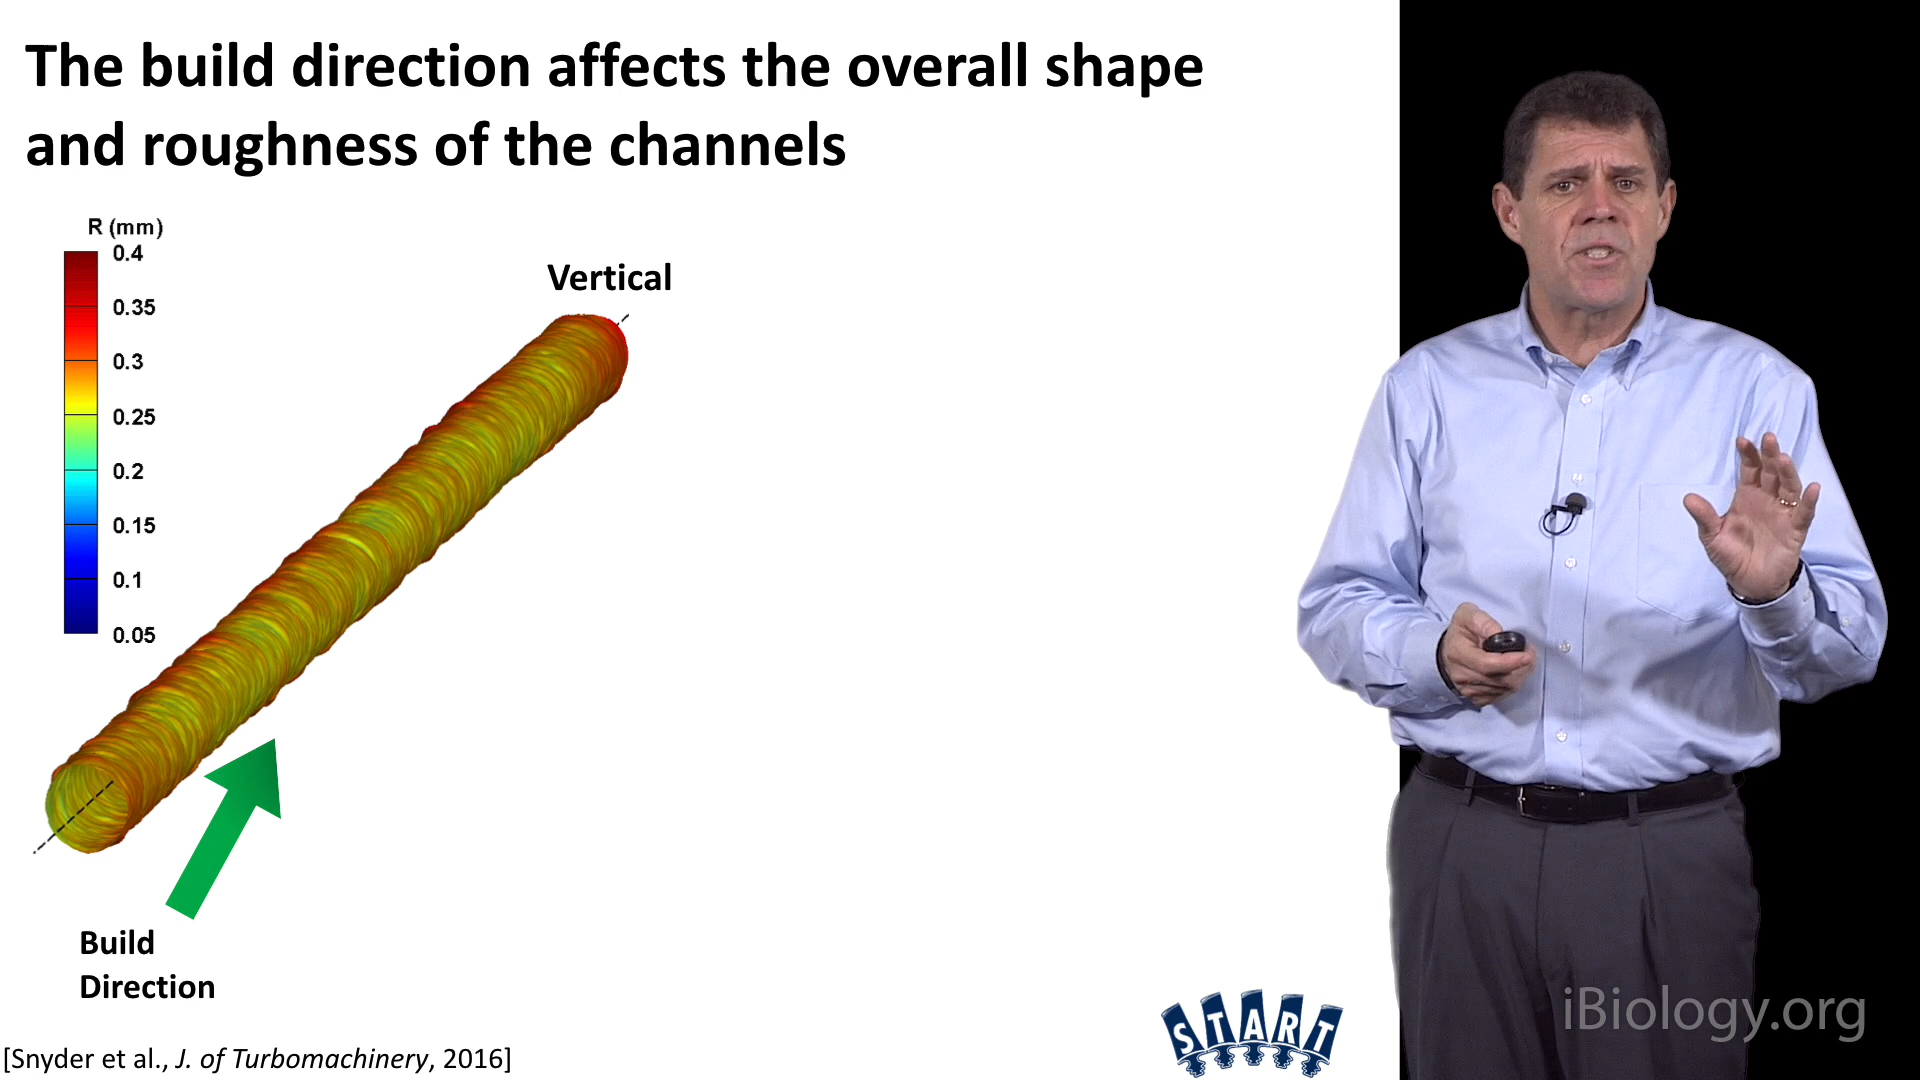 The build direction affects the overall shape
and roughness of the channels
R (mm)
0.4
0.35
0.3
0.25
0.2
0.15
0.1
0.05
Vertical
Build
Direction
[Snyder et al., J. of Turbomachinery, 2016]
START
iBiology.org